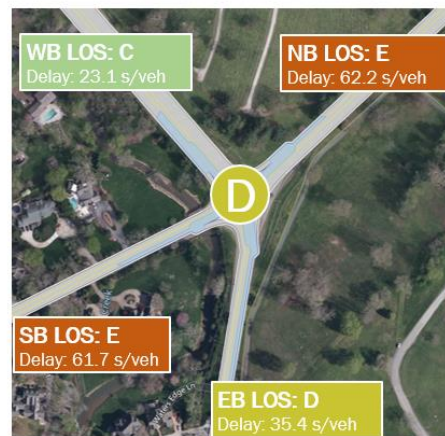 WB LOS: C
Delay: 23.1 s/veh
NB LOS: E
Delay: 62.2 s/veh
D
SB LOS: E
Delay: 61.7 s/veh
EB LOS: D
Delay: 35.4 s/veh